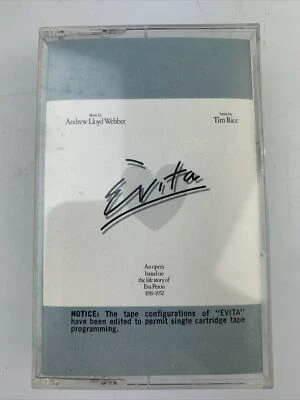 Music by
Lyrics by
Andrew Lloyd Webber
Tim Rice
Evita
An opera
based on
the life story of
Eva Peron
1919-1952
NOTICE: The tape configurations of "EVITA"
have been edited to permit single cartridge tape
programming.